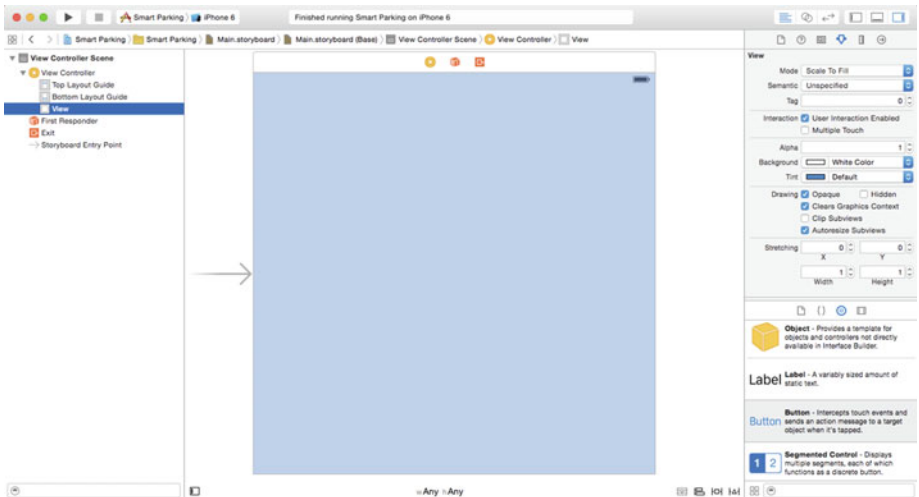 Smart Parking iPhone 6 Finished running Smart Parking on iPhone 6
Smart Parking Smart Parking Main.storyboard Main.storyboard (Base) View Controller Scene View Controller View
View Controller Scene
View Controller
Top Layout Guide
Bottom Layout Guide
View
First Responder
Exit
Storyboard Entry Point
wAny hAny
View
Mode Scale To Fill
Semantic Unspecified
Tag 0
Interaction User Interaction Enabled
Multiple Touch
Alpha 1
Background White Color
Tint Default
Drawing Opaque Hidden
Clears Graphics Context
Clip Subviews
Autoresize Subviews
Stretching 0 0
X Y
1 1
Width Height
Object - Provides a template for
objects and controllers not directly
available in Interface Builder.
Label Label - A variably sized amount of
static text.
Button Button - Intercepts touch events and
sends an action message to a target
object when it's tapped.
1 2 Segmented Control - Displays
multiple segments, each of which
functions as a discrete button.